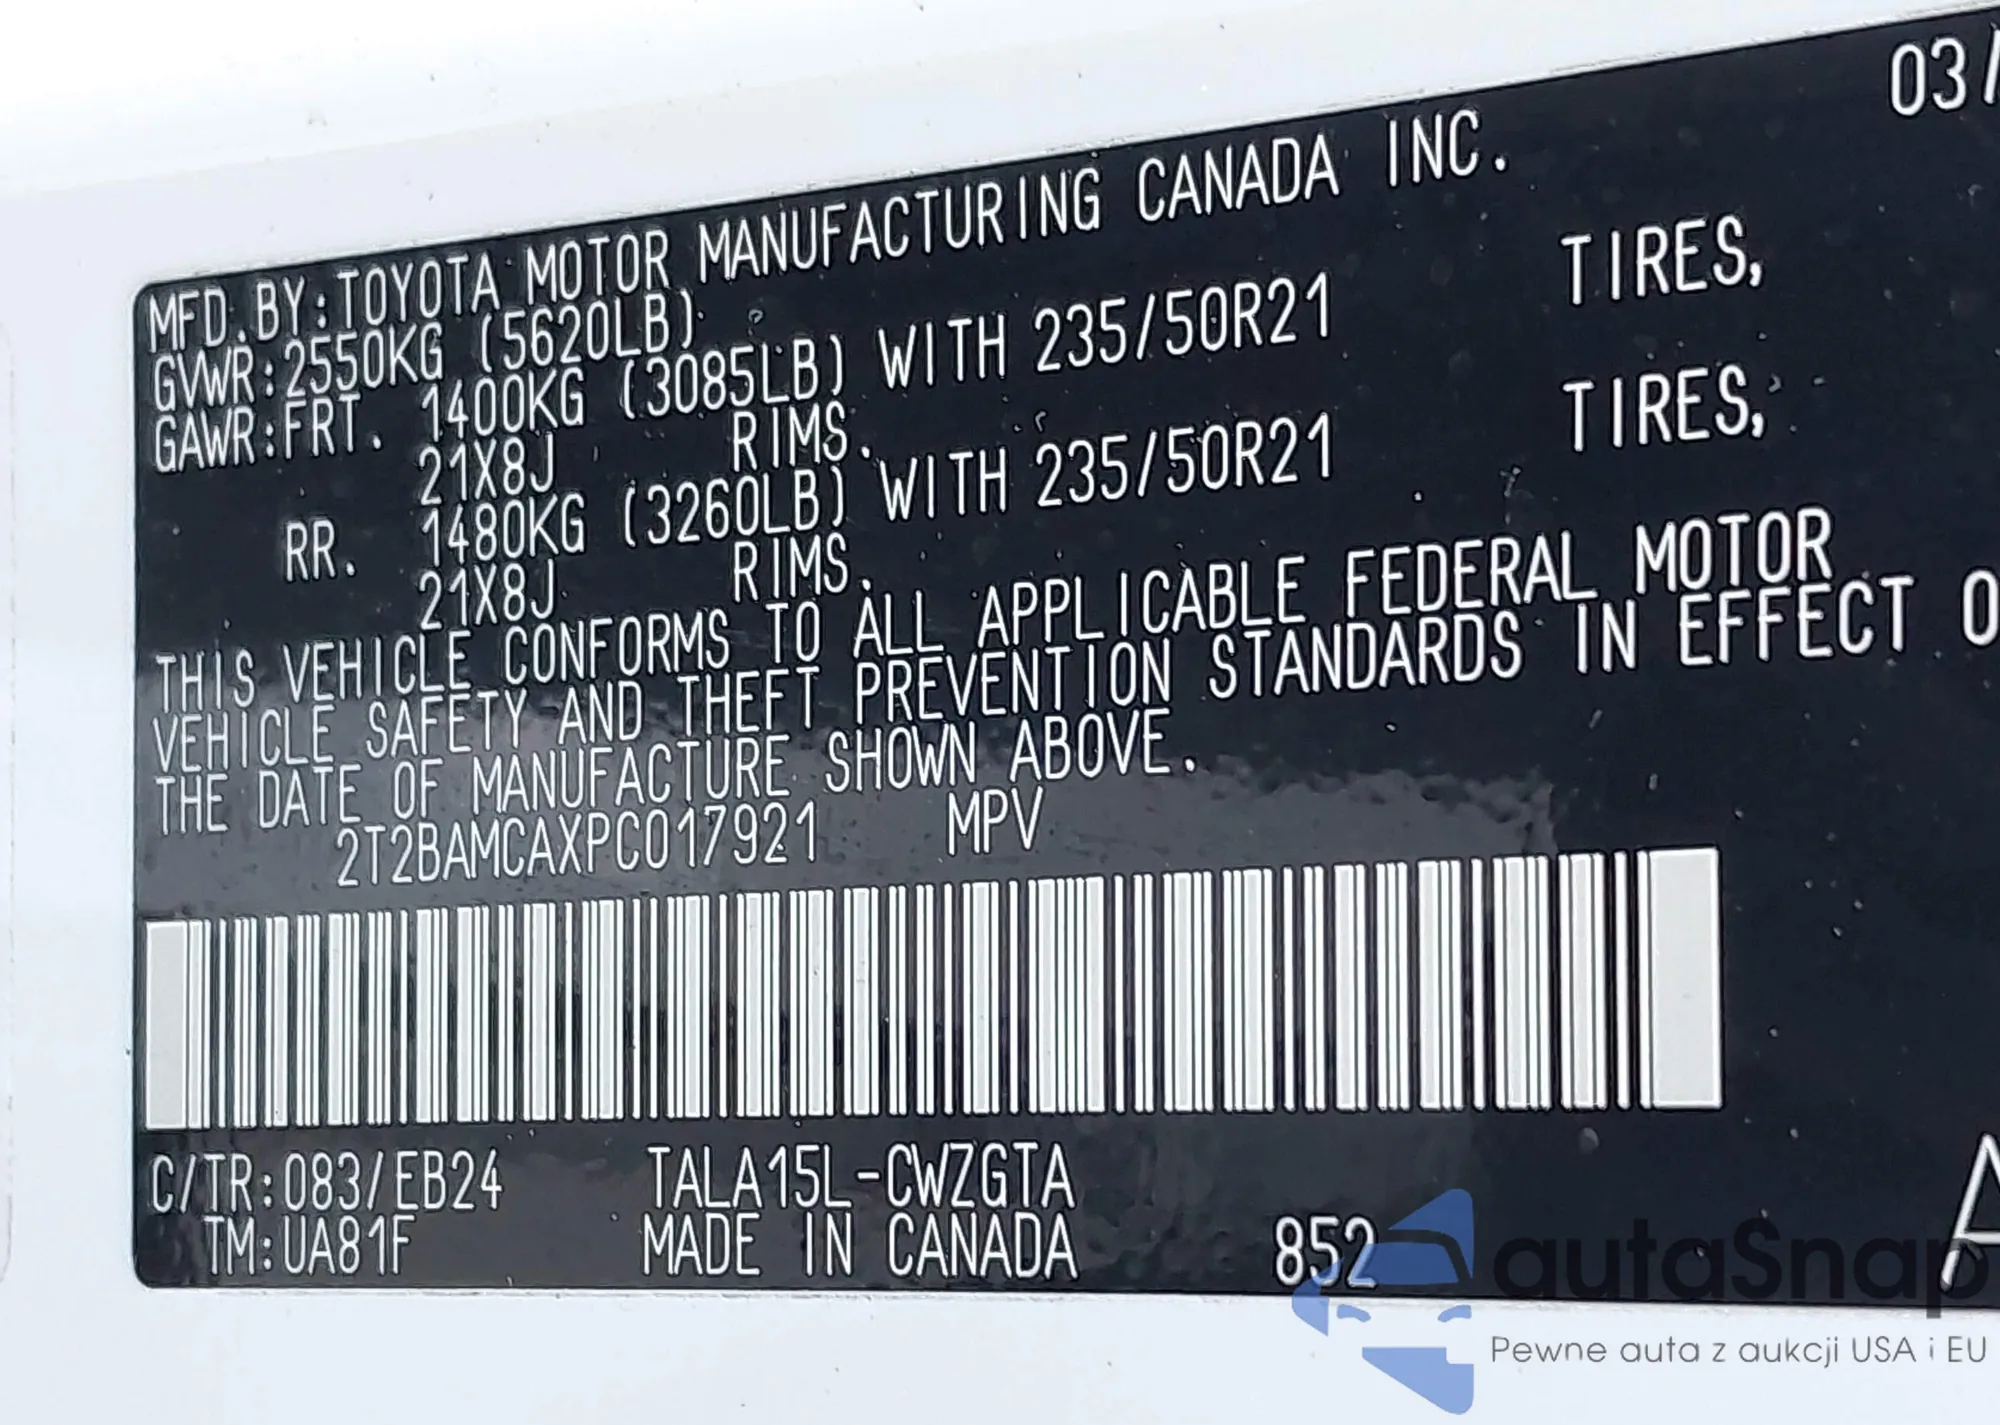 03/
MFD.BY:TOYOTA MOTOR MANUFACTURING CANADA INC.
GVWR:2550KG (5620LB)
GAWR:FRT. 1400KG (3085LB) WITH 235/50R21 TIRES,
21X8J RIMS.
RR. 1480KG (3260LB) WITH 235/50R21 TIRES,
21X8J RIMS.
THIS VEHICLE CONFORMS TO ALL APPLICABLE FEDERAL MOTOR
VEHICLE SAFETY AND THEFT PREVENTION STANDARDS IN EFFECT O
THE DATE OF MANUFACTURE SHOWN ABOVE.
2T2BAMCAXPC017921 MPV
C/TR:083/EB24 TALA15L-CWZGTA
TM:UA81F MADE IN CANADA 852 A
autaSnap
Pewne auta z aukcji USA i EU